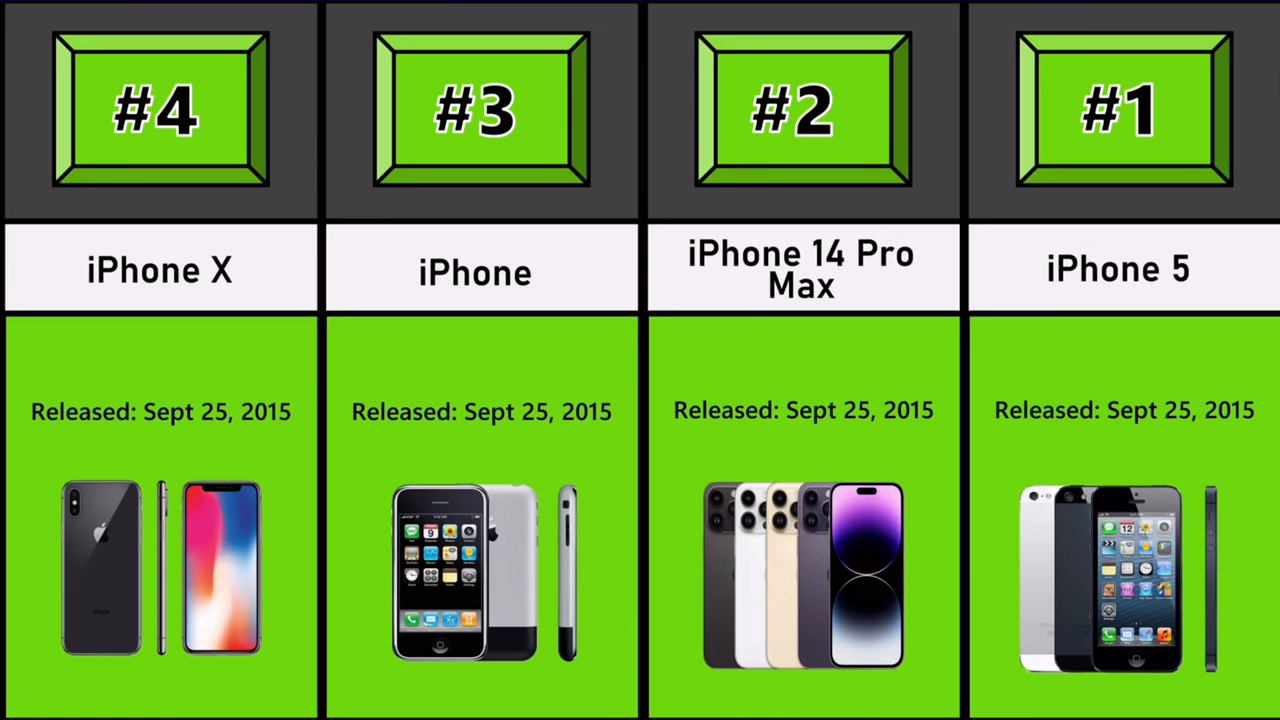 #4
#3
#2
#1
iPhone X
iPhone
iPhone 14 Pro
Max
iPhone 5
Released: Sept 25, 2015
Released: Sept 25, 2015
Released: Sept 25, 2015
Released: Sept 25, 2015